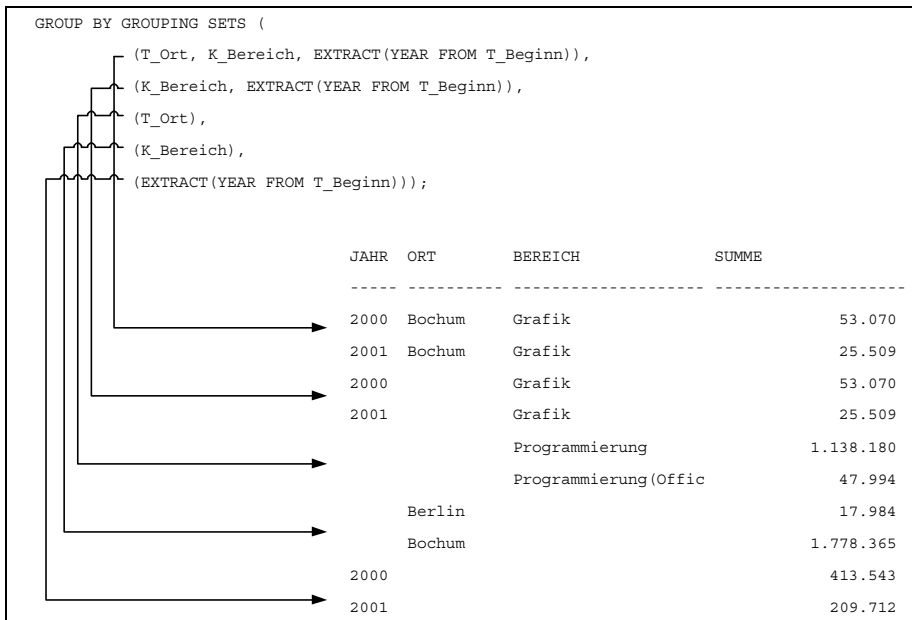 GROUP BY GROUPING SETS (
(T_Ort, K_Bereich, EXTRACT(YEAR FROM T_Beginn)),
(K_Bereich, EXTRACT(YEAR FROM T_Beginn)),
(T_Ort),
(K_Bereich),
(EXTRACT(YEAR FROM T_Beginn)));
JAHR ORT BEREICH SUMME
----- ---------- -------------------- --------------------
2000 Bochum Grafik 53.070
2001 Bochum Grafik 25.509
2000 Grafik 53.070
2001 Grafik 25.509
Programmierung 1.138.180
Programmierung(Offic 47.994
Berlin 17.984
Bochum 1.778.365
2000 413.543
2001 209.712